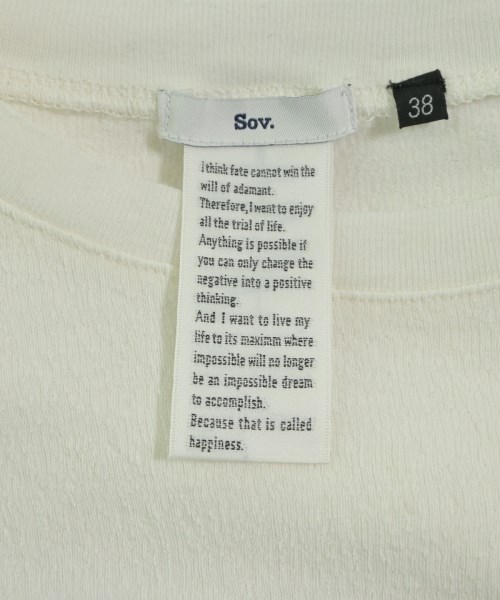 Sov.
38
I think fate cannot win the
will of adamant.
Therefore, I want to enjoy
all the trial of life.
Anything is possible if
you can only change the
negative into a positive
thinking.
And I want to live my
life to its maximm where
impossible will no longer
be an impossible dream
to accomplish.
Because that is called
happiness.